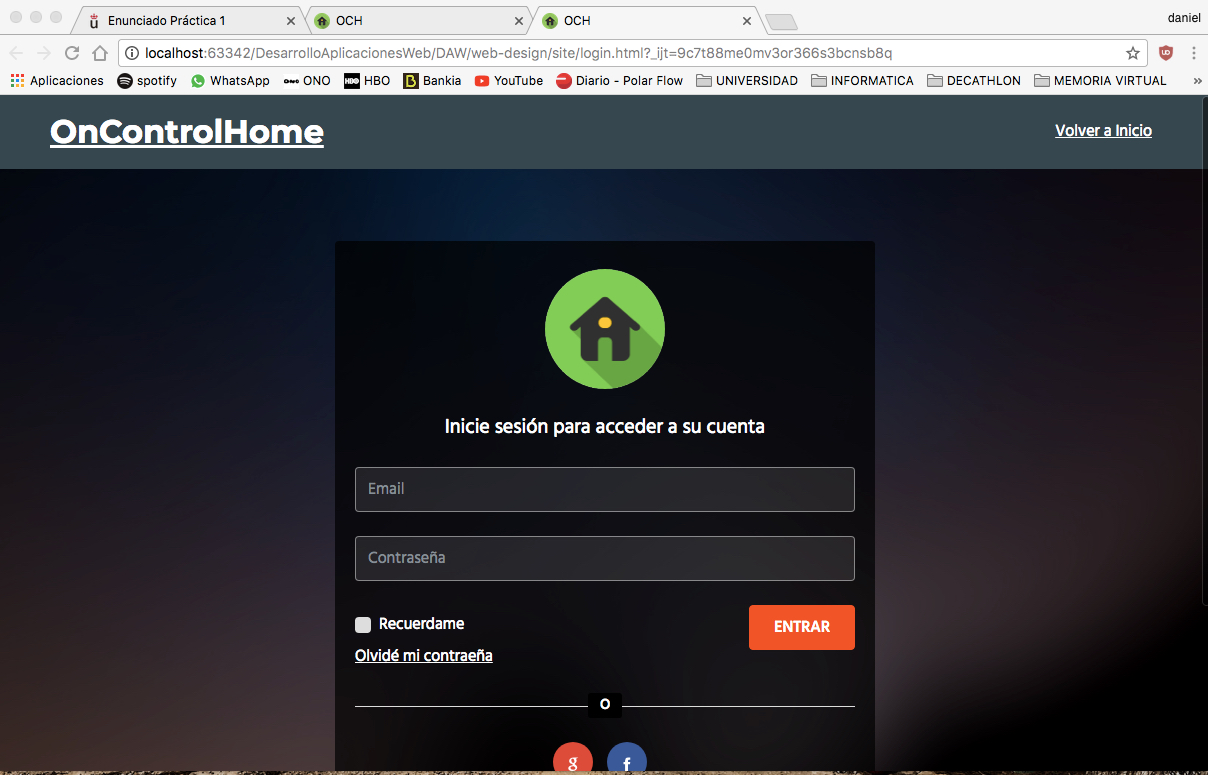 Enunciado Práctica 1
OCH
OCH
daniel
localhost:63342/DesarrolloAplicacionesWeb/DAW/web-design/site/login.html?_ijt=9c7t88me0mv3or366s3bcnsb8q
Aplicaciones spotify WhatsApp ONO HBO Bankia YouTube Diario - Polar Flow UNIVERSIDAD INFORMATICA DECATHLON MEMORIA VIRTUAL »
OnControlHome
Volver a Inicio
Inicie sesión para acceder a su cuenta
Email
Contraseña
Recuerdame
ENTRAR
Olvidé mi contraeña
O
g f